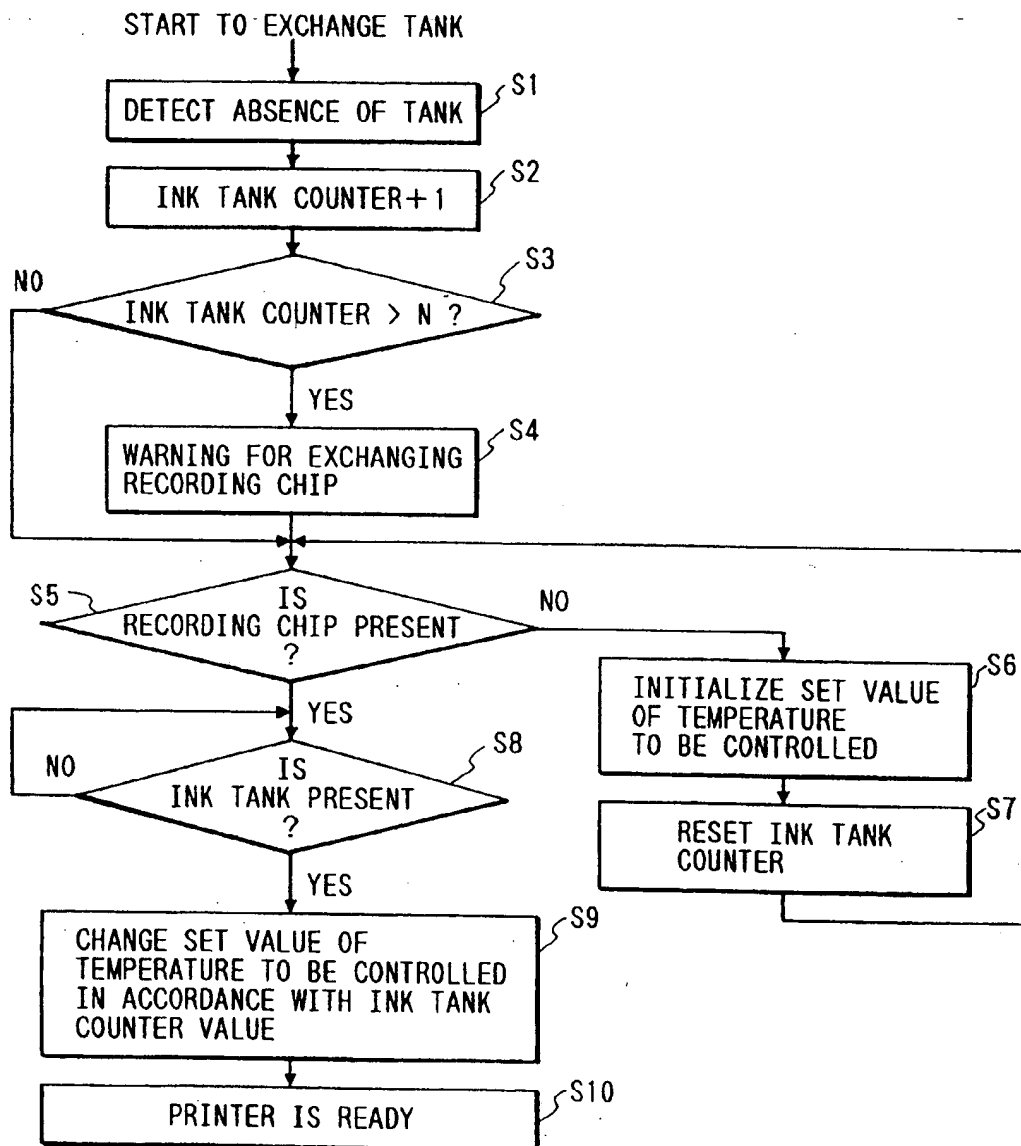 START TO EXCHANGE TANK
S1
DETECT ABSENCE OF TANK
S2
INK TANK COUNTER+1
S3
NO
INK TANK COUNTER > N ?
YES
S4
WARNING FOR EXCHANGING
RECORDING CHIP
S5
IS
RECORDING CHIP PRESENT
?
NO
S6
INITIALIZE SET VALUE
OF TEMPERATURE
TO BE CONTROLLED
YES
S8
NO
IS
INK TANK PRESENT
?
S7
RESET INK TANK
COUNTER
YES
S9
CHANGE SET VALUE OF
TEMPERATURE TO BE CONTROLLED
IN ACCORDANCE WITH INK TANK
COUNTER VALUE
S10
PRINTER IS READY